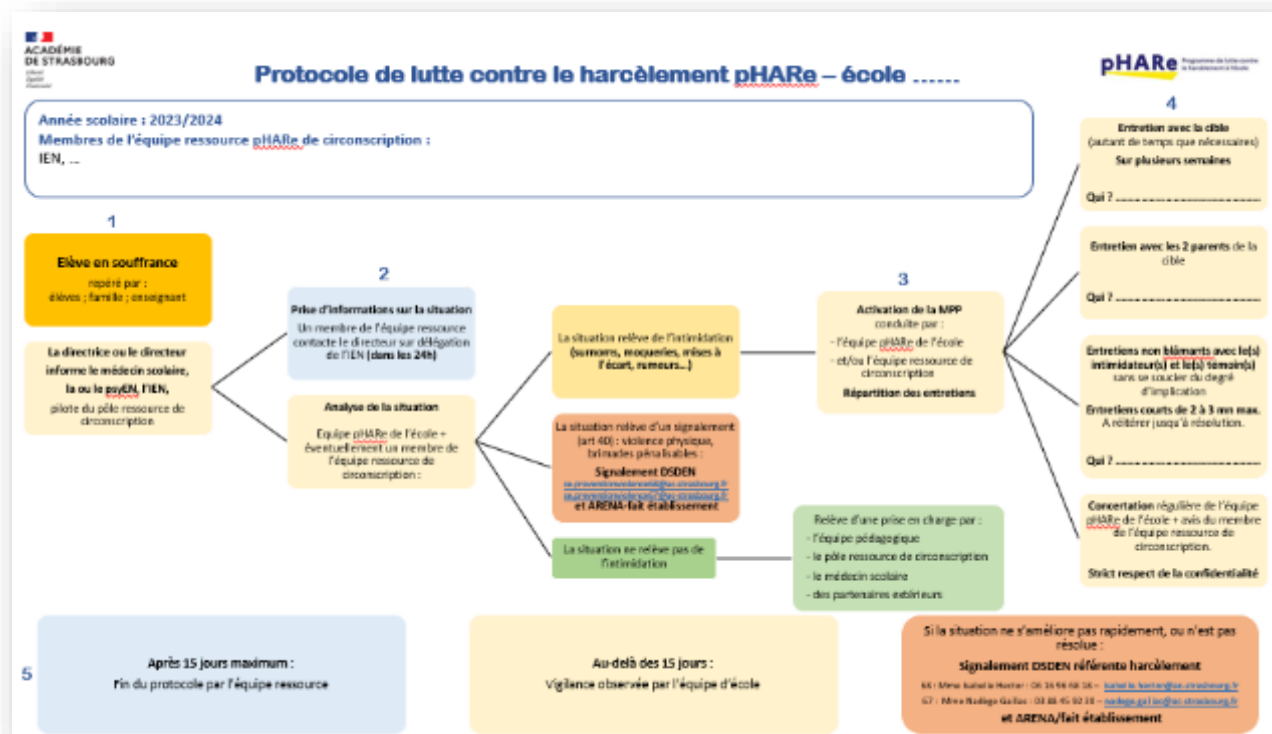 ACADÉMIE
DE STRASBOURG
Liberté
Égalité
Fraternité
Protocole de lutte contre le harcèlement pHARe – école ……
pHARe Programme de lutte contre
le harcèlement à l'école
Année scolaire : 2023/2024
Membres de l'équipe ressource pHARe de circonscription :
IEN, …
1
Elève en souffrance
repéré par :
élèves ; famille ; enseignant
La directrice ou le directeur
informe le médecin scolaire,
la ou le psyEN, l'IEN,
pilote du pôle ressource de
circonscription
2
Prise d'informations sur la situation
Un membre de l'équipe ressource
contacte le directeur sur délégation
de l'IEN (dans les 24h)
Analyse de la situation
Equipe pHARe de l'école +
éventuellement un membre de
l'équipe ressource de
circonscription :
La situation relève de l'intimidation
(surnoms, moqueries, mises à
l'écart, rumeurs…)
La situation relève d'un signalement
(art 40) : violence physique,
brimades pénalisables :
Signalement DSDEN
et ARENA-fait établissement
La situation ne relève pas de
l'intimidation
3
Activation de la MPP
conduite par :
- l'équipe pHARe de l'école
- et/ou l'équipe ressource de
circonscription
Répartition des entretiens
Relève d'une prise en charge par :
- l'équipe pédagogique
- le pôle ressource de circonscription
- le médecin scolaire
- des partenaires extérieurs
4
Entretien avec la cible
(autant de temps que nécessaires)
Sur plusieurs semaines
Qui ? ……………………………………
Entretien avec les 2 parents de la
cible
Qui ? ……………………………………
Entretiens non blâmants avec le(s)
intimidateur(s) et le(s) témoin(s)
sans se soucier du degré
d'implication
Entretiens courts de 2 à 3 mn max.
A réitérer jusqu'à résolution.
Qui ? ……………………………………
Concertation régulière de l'équipe
pHARe de l'école + avis du membre
de l'équipe ressource de
circonscription.
Strict respect de la confidentialité
5
Après 15 jours maximum :
Fin du protocole par l'équipe ressource
Au-delà des 15 jours :
Vigilance observée par l'équipe d'école
Si la situation ne s'améliore pas rapidement, ou n'est pas
résolue :
Signalement DSDEN référente harcèlement
67 : Mme Nadège
et ARENA/fait établissement